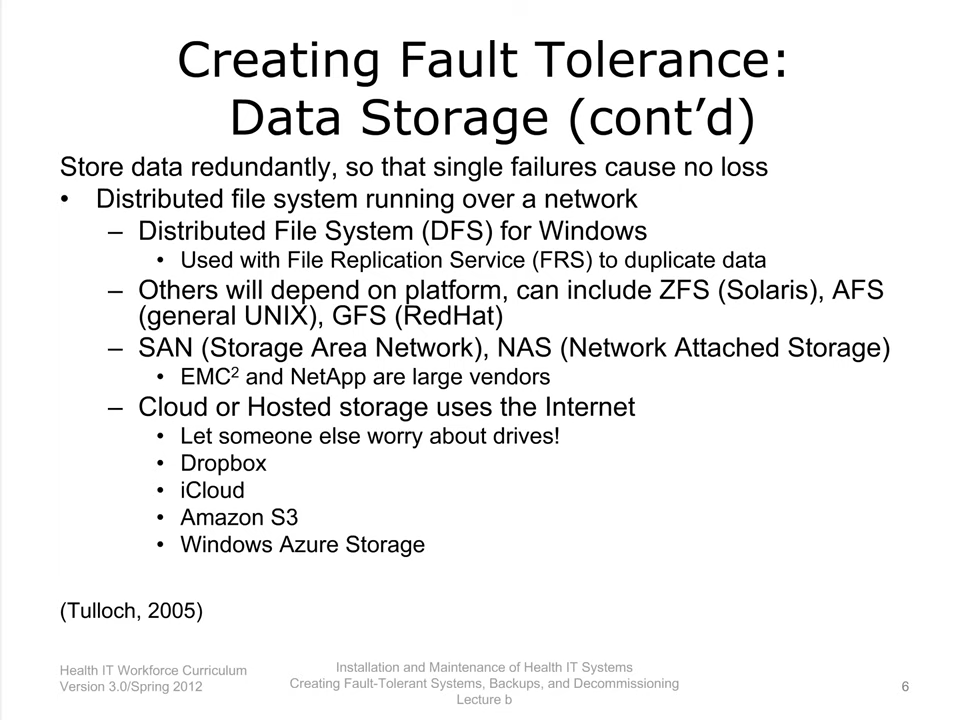 Creating Fault Tolerance:
Data Storage (cont’d)
Store data redundantly, so that single failures cause no loss
• Distributed file system running over a network
– Distributed File System (DFS) for Windows
• Used with File Replication Service (FRS) to duplicate data
– Others will depend on platform, can include ZFS (Solaris), AFS
(general UNIX), GFS (RedHat)
– SAN (Storage Area Network), NAS (Network Attached Storage)
• EMC² and NetApp are large vendors
– Cloud or Hosted storage uses the Internet
• Let someone else worry about drives!
• Dropbox
• iCloud
• Amazon S3
• Windows Azure Storage
(Tulloch, 2005)
Health IT Workforce Curriculum
Version 3.0/Spring 2012
Installation and Maintenance of Health IT Systems
Creating Fault-Tolerant Systems, Backups, and Decommissioning
Lecture b
6